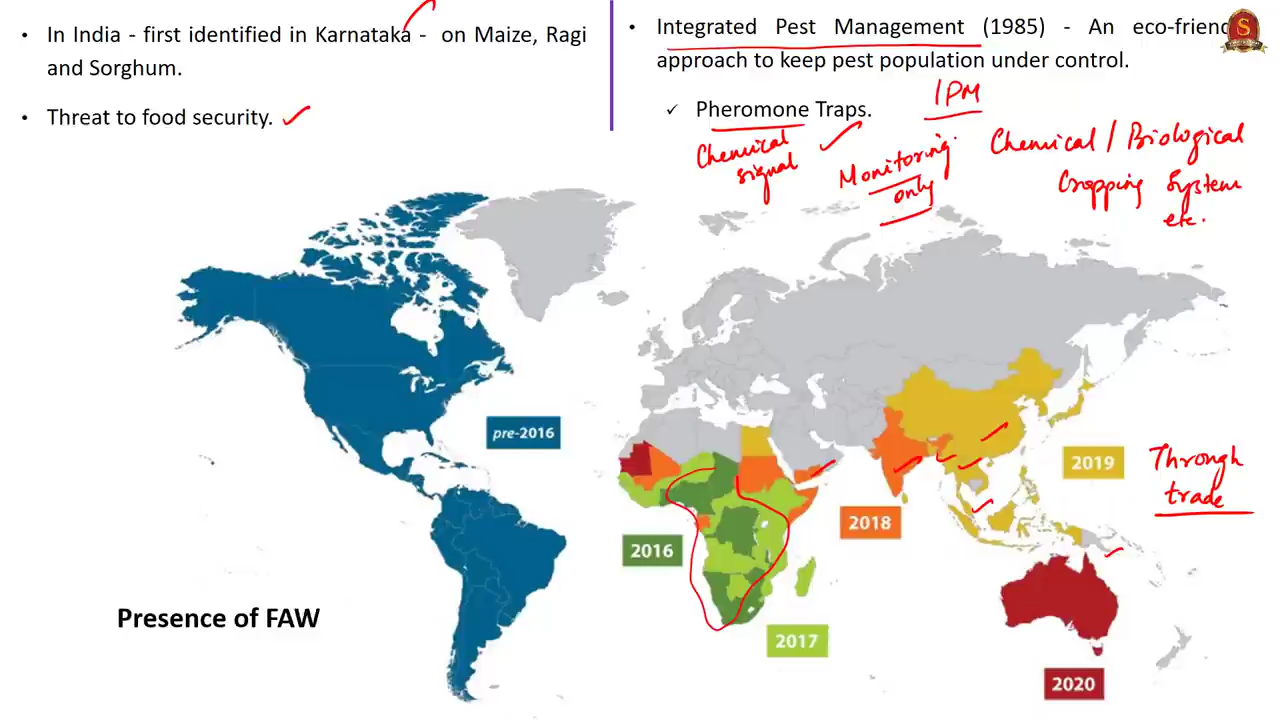 • In India - first identified in Karnataka - on Maize, Ragi
and Sorghum.
• Threat to food security.
• Integrated Pest Management (1985) - An eco-frien
approach to keep pest population under control.
✓ Pheromone Traps.
IPM
Chemical
signal
Monitoring
only
Chemical / Biological
Cropping System
etc.
S
pre-2016
2019
Through
trade
2018
2016
Presence of FAW
2017
2020